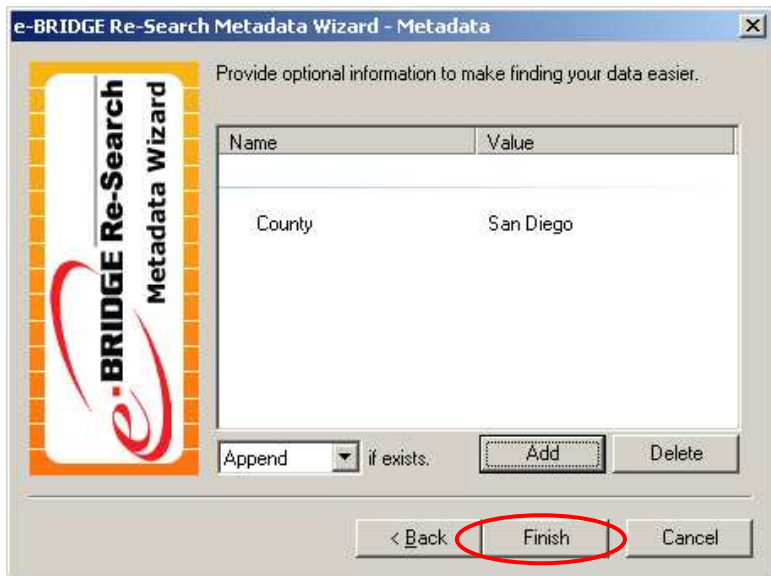 e-BRIDGE Re-Search Metadata Wizard - Metadata
e-BRIDGE Re-Search
Metadata Wizard
Provide optional information to make finding your data easier.
Name Value
County San Diego
Append if exists. Add Delete
< Back Finish Cancel